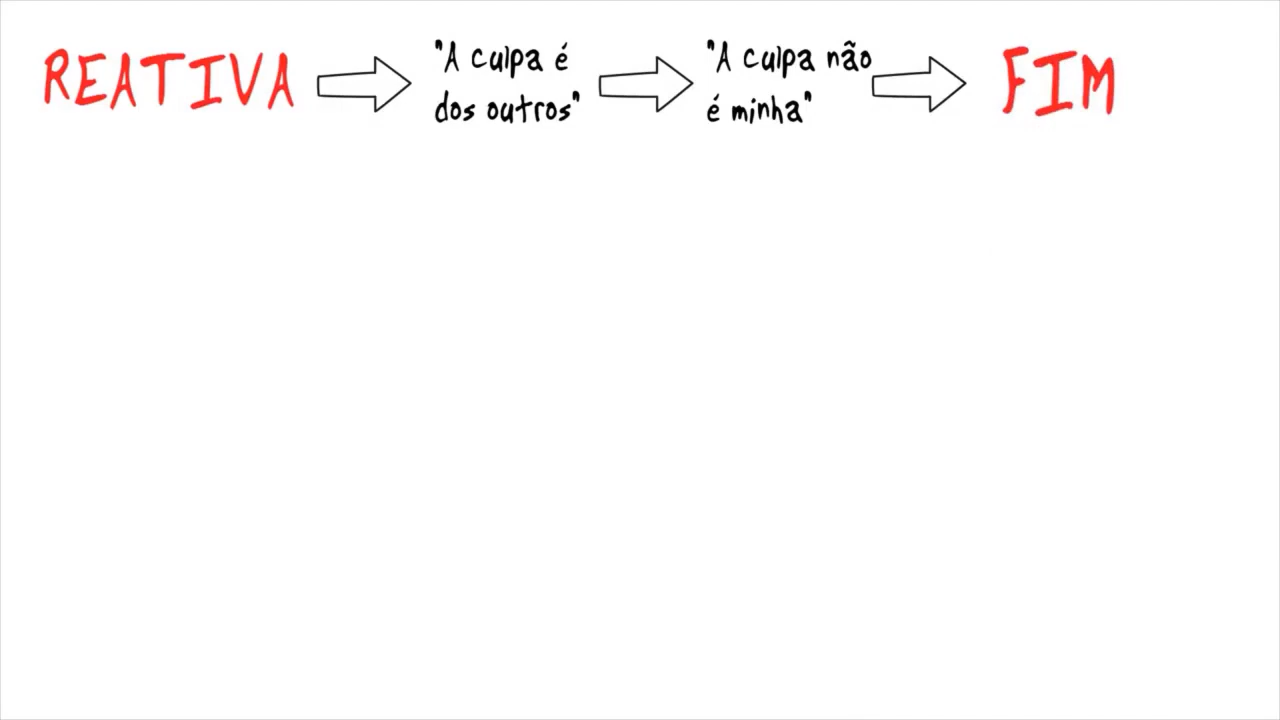 REATIVA
"A culpa é
dos outros"
"A culpa não
é minha"
FIM